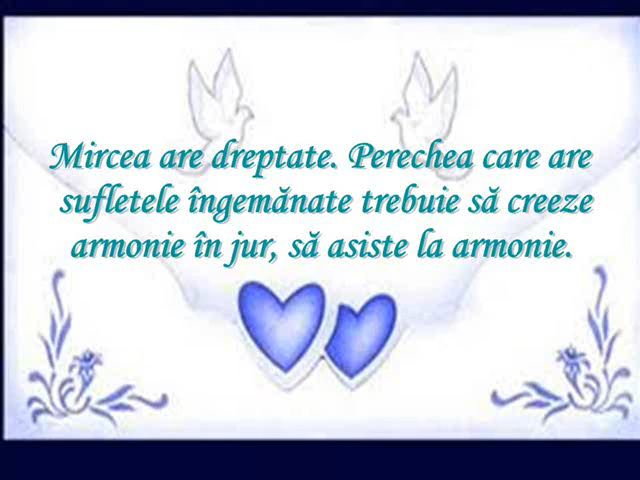 Mircea are dreptate. Perechea care are
sufletele îngemănate trebuie să creeze
armonie în jur, să asiste la armonie.